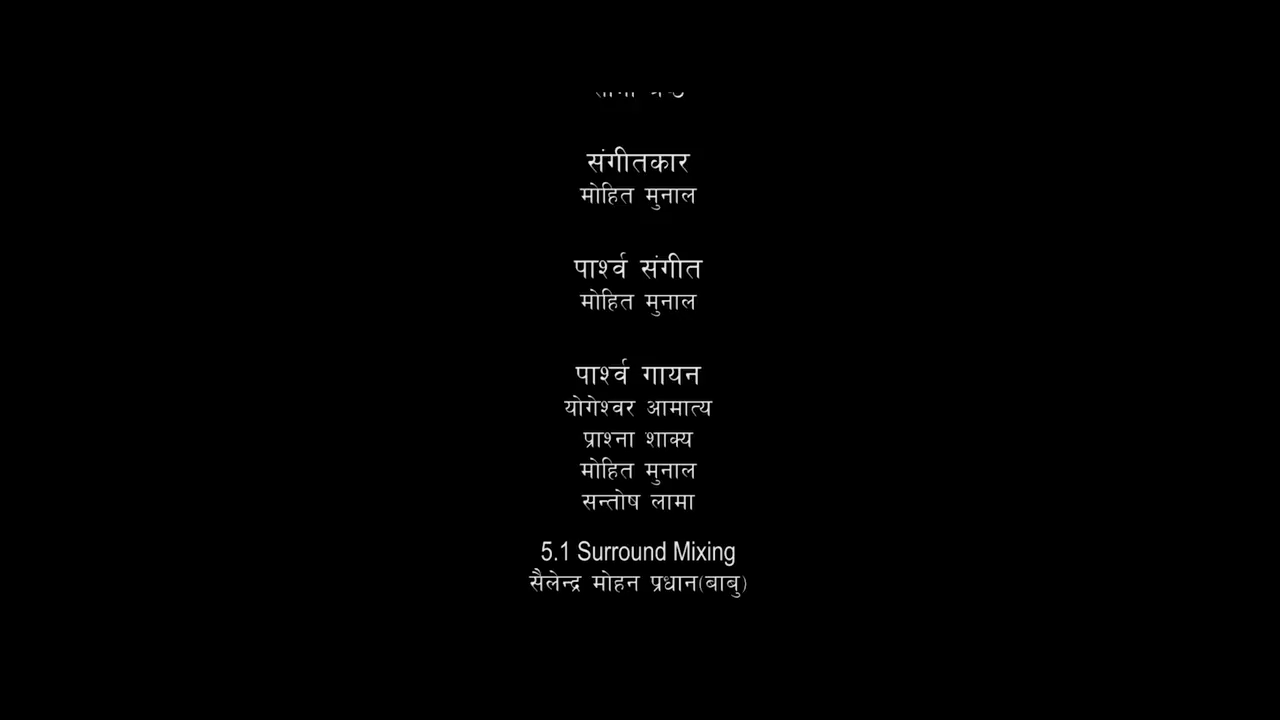 संगीतकार
मोहित मुनाल
पार्श्व संगीत
मोहित मुनाल
पार्श्व गायन
योगेश्वर आमात्य
प्राश्ना शाक्य
मोहित मुनाल
सन्तोष लामा
5.1 Surround Mixing
सैलेन्द्र मोहन प्रधान(बाबु)